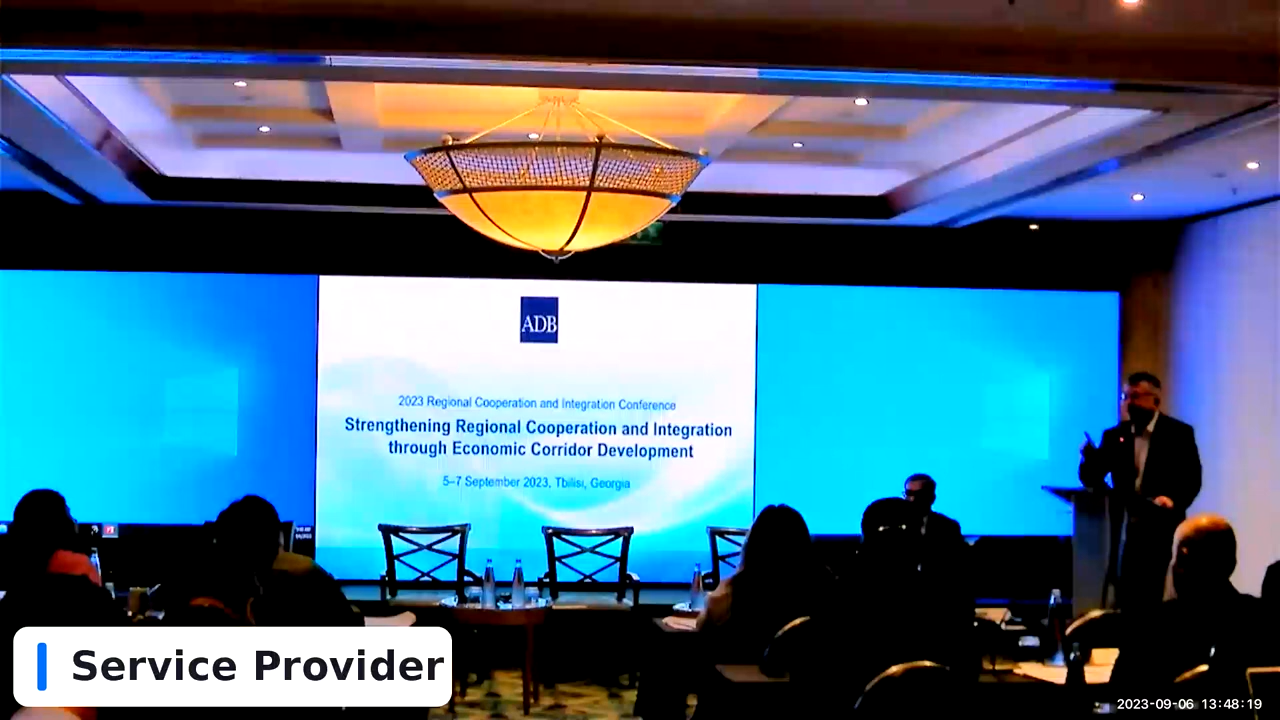 ADB
2023 Regional Cooperation and Integration Conference
Strengthening Regional Cooperation and Integration
through Economic Corridor Development
5–7 September 2023, Tbilisi, Georgia
Service Provider
2023-09-06 13:48:19